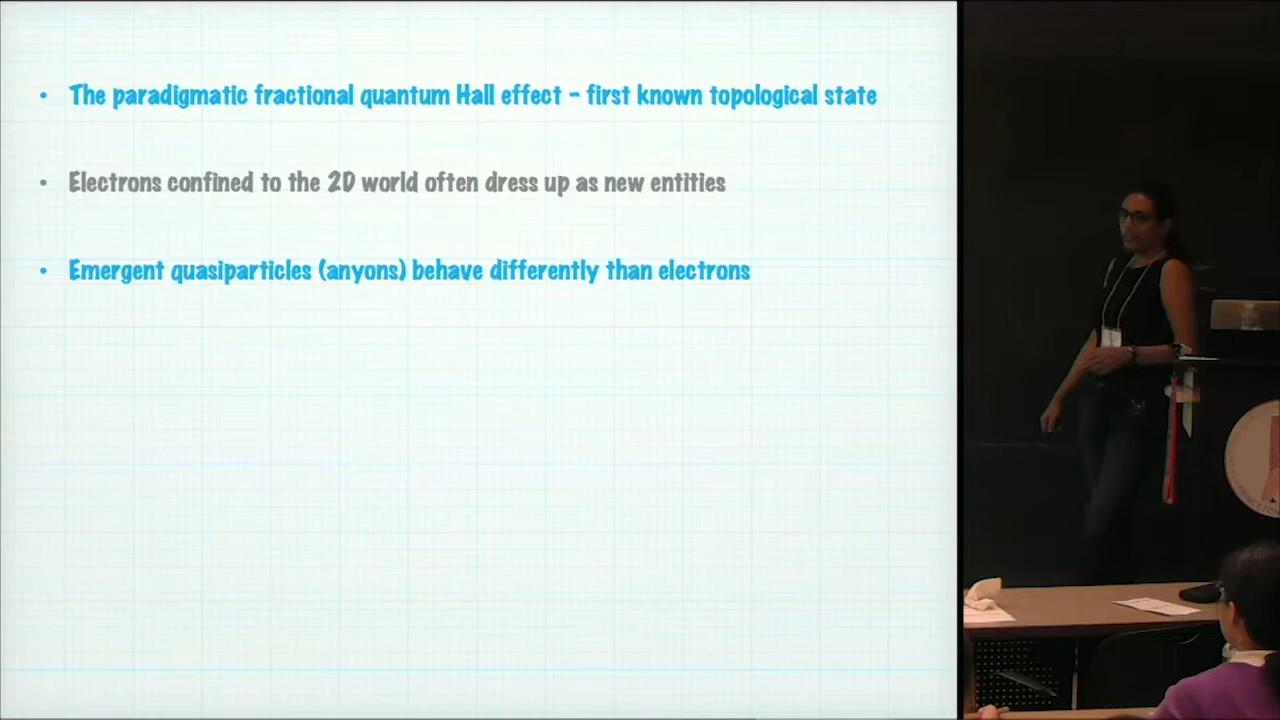 • The paradigmatic fractional quantum Hall effect - first known topological state
• Electrons confined to the 2D world often dress up as new entities
• Emergent quasiparticles (anyons) behave differently than electrons